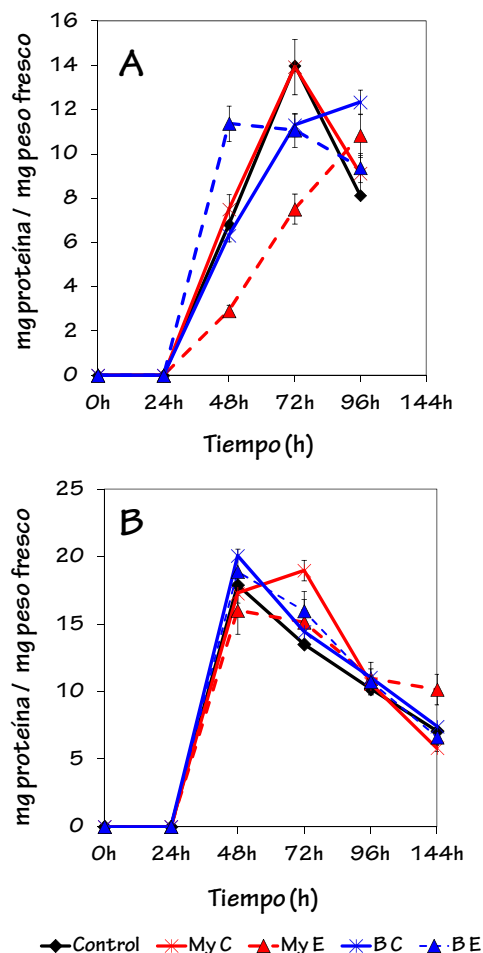 A
mg proteína / mg peso fresco
16
14
12
10
8
6
4
2
0
0h 24h 48h 72h 96h 144h
Tiempo (h)
B
mg proteína / mg peso fresco
25
20
15
10
5
0
0h 24h 48h 72h 96h 144h
Tiempo (h)
Control My C My E B C B E